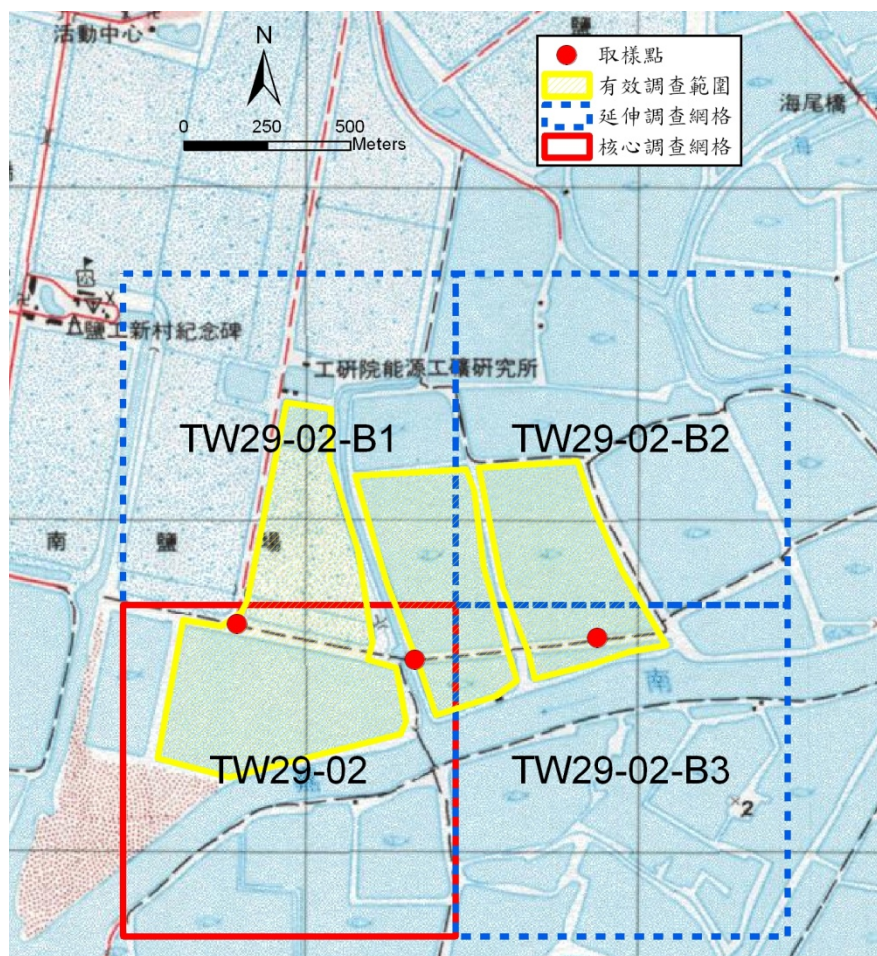 活動中心
N
0 250 500
Meters
鹽
取樣點
有效調查範圍
延伸調查網格
核心調查網格
海尾橋
海
鹽工新村紀念碑
工研院能源工礦研究所
TW29-02-B1
TW29-02-B2
南 鹽 場
南
TW29-02
TW29-02-B3
2